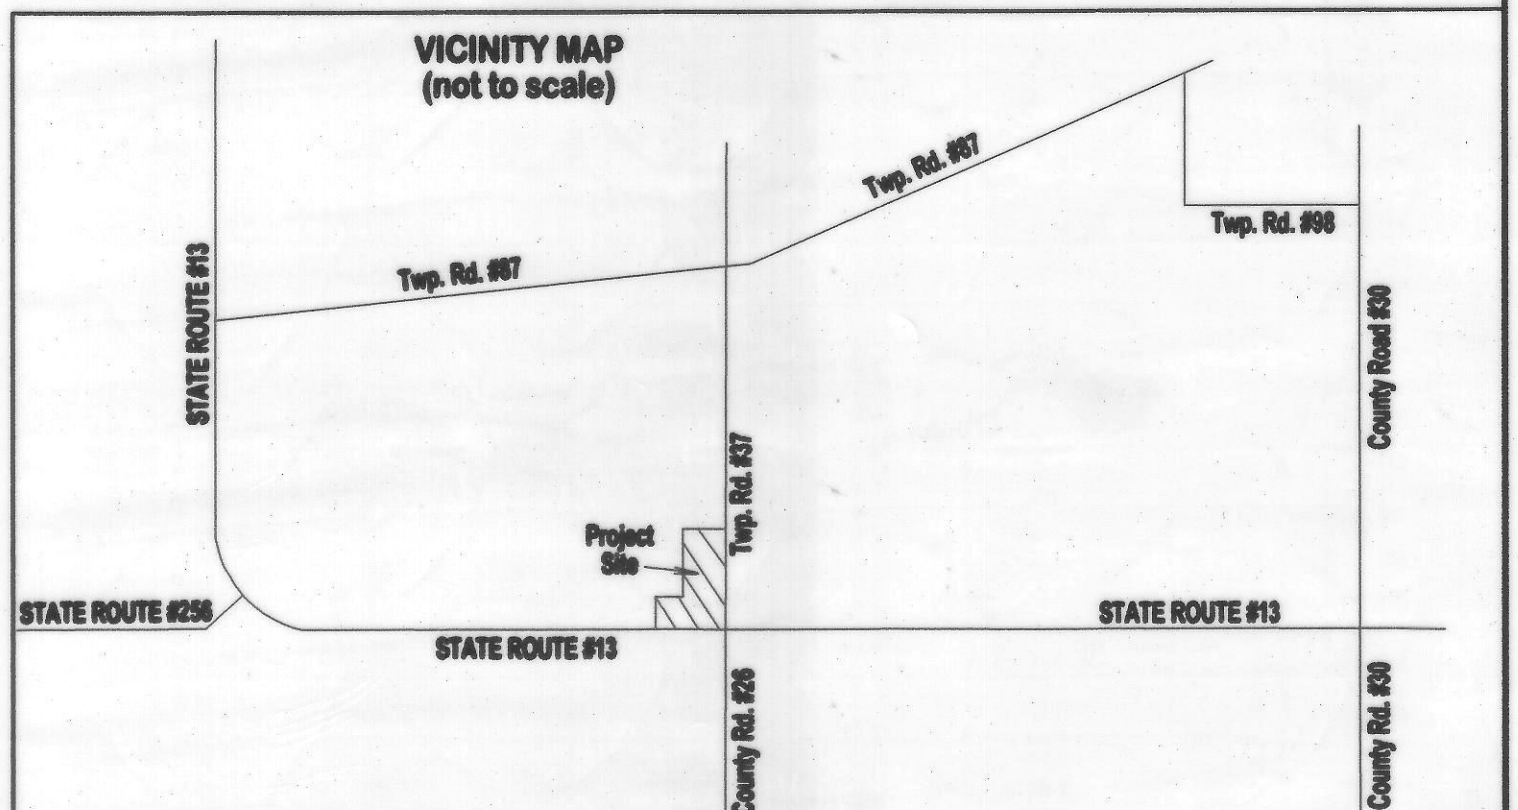 VICINITY MAP
(not to scale)
Twp. Rd. #87
Twp. Rd. #98
STATE ROUTE #13
Twp. Rd. #87
County Road #30
Twp. Rd. #37
Project
Site
STATE ROUTE #256
STATE ROUTE #13
STATE ROUTE #13
County Rd. #26
County Rd. #30